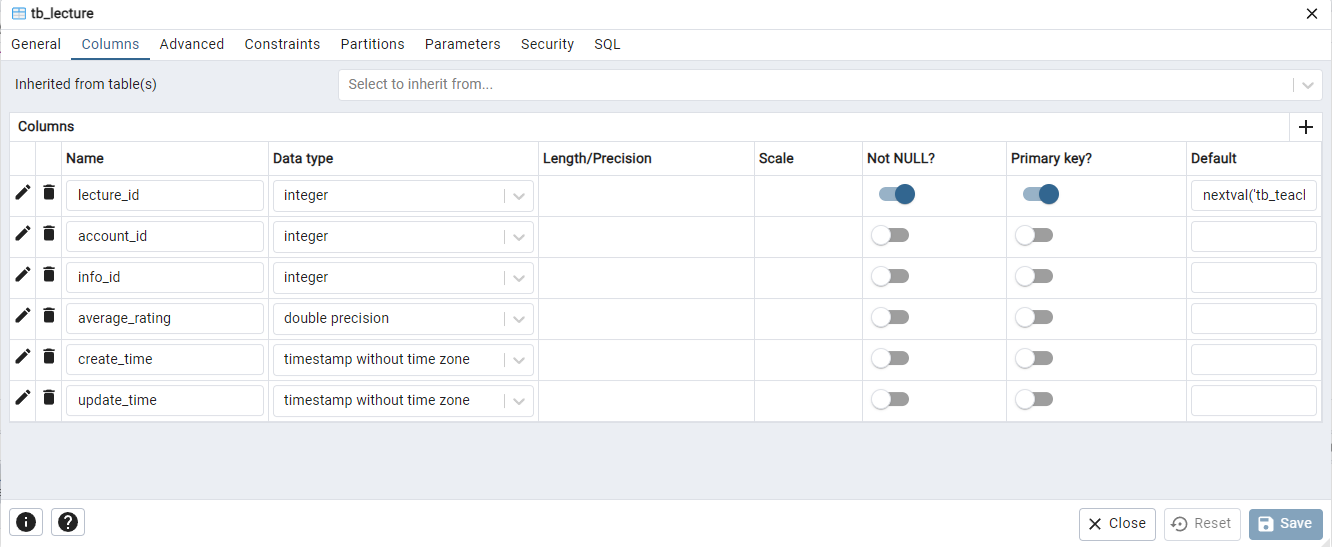 tb_lecture
General Columns Advanced Constraints Partitions Parameters Security SQL
Inherited from table(s) Select to inherit from...
Columns
Name Data type Length/Precision Scale Not NULL? Primary key? Default
lecture_id integer nextval('tb_teacl
account_id integer
info_id integer
average_rating double precision
create_time timestamp without time zone
update_time timestamp without time zone
Close Reset Save